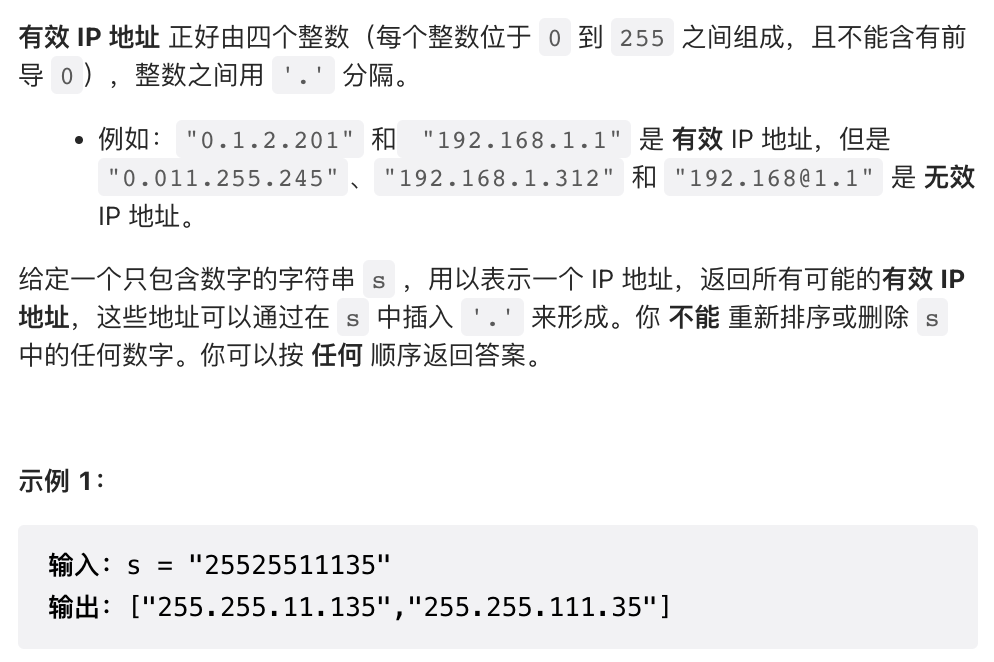 有效 IP 地址 正好由四个整数（每个整数位于 0 到 255 之间组成，且不能含有前
导 0），整数之间用 '.' 分隔。
• 例如："0.1.2.201" 和 "192.168.1.1" 是 有效 IP 地址，但是
"0.011.255.245"、"192.168.1.312" 和 "192.168@1.1" 是 无效
IP 地址。
给定一个只包含数字的字符串 s ，用以表示一个 IP 地址，返回所有可能的有效 IP
地址，这些地址可以通过在 s 中插入 '.' 来形成。你 不能 重新排序或删除 s
中的任何数字。你可以按 任何 顺序返回答案。
示例 1：
输入：s = "25525511135"
输出：["255.255.11.135","255.255.111.35"]